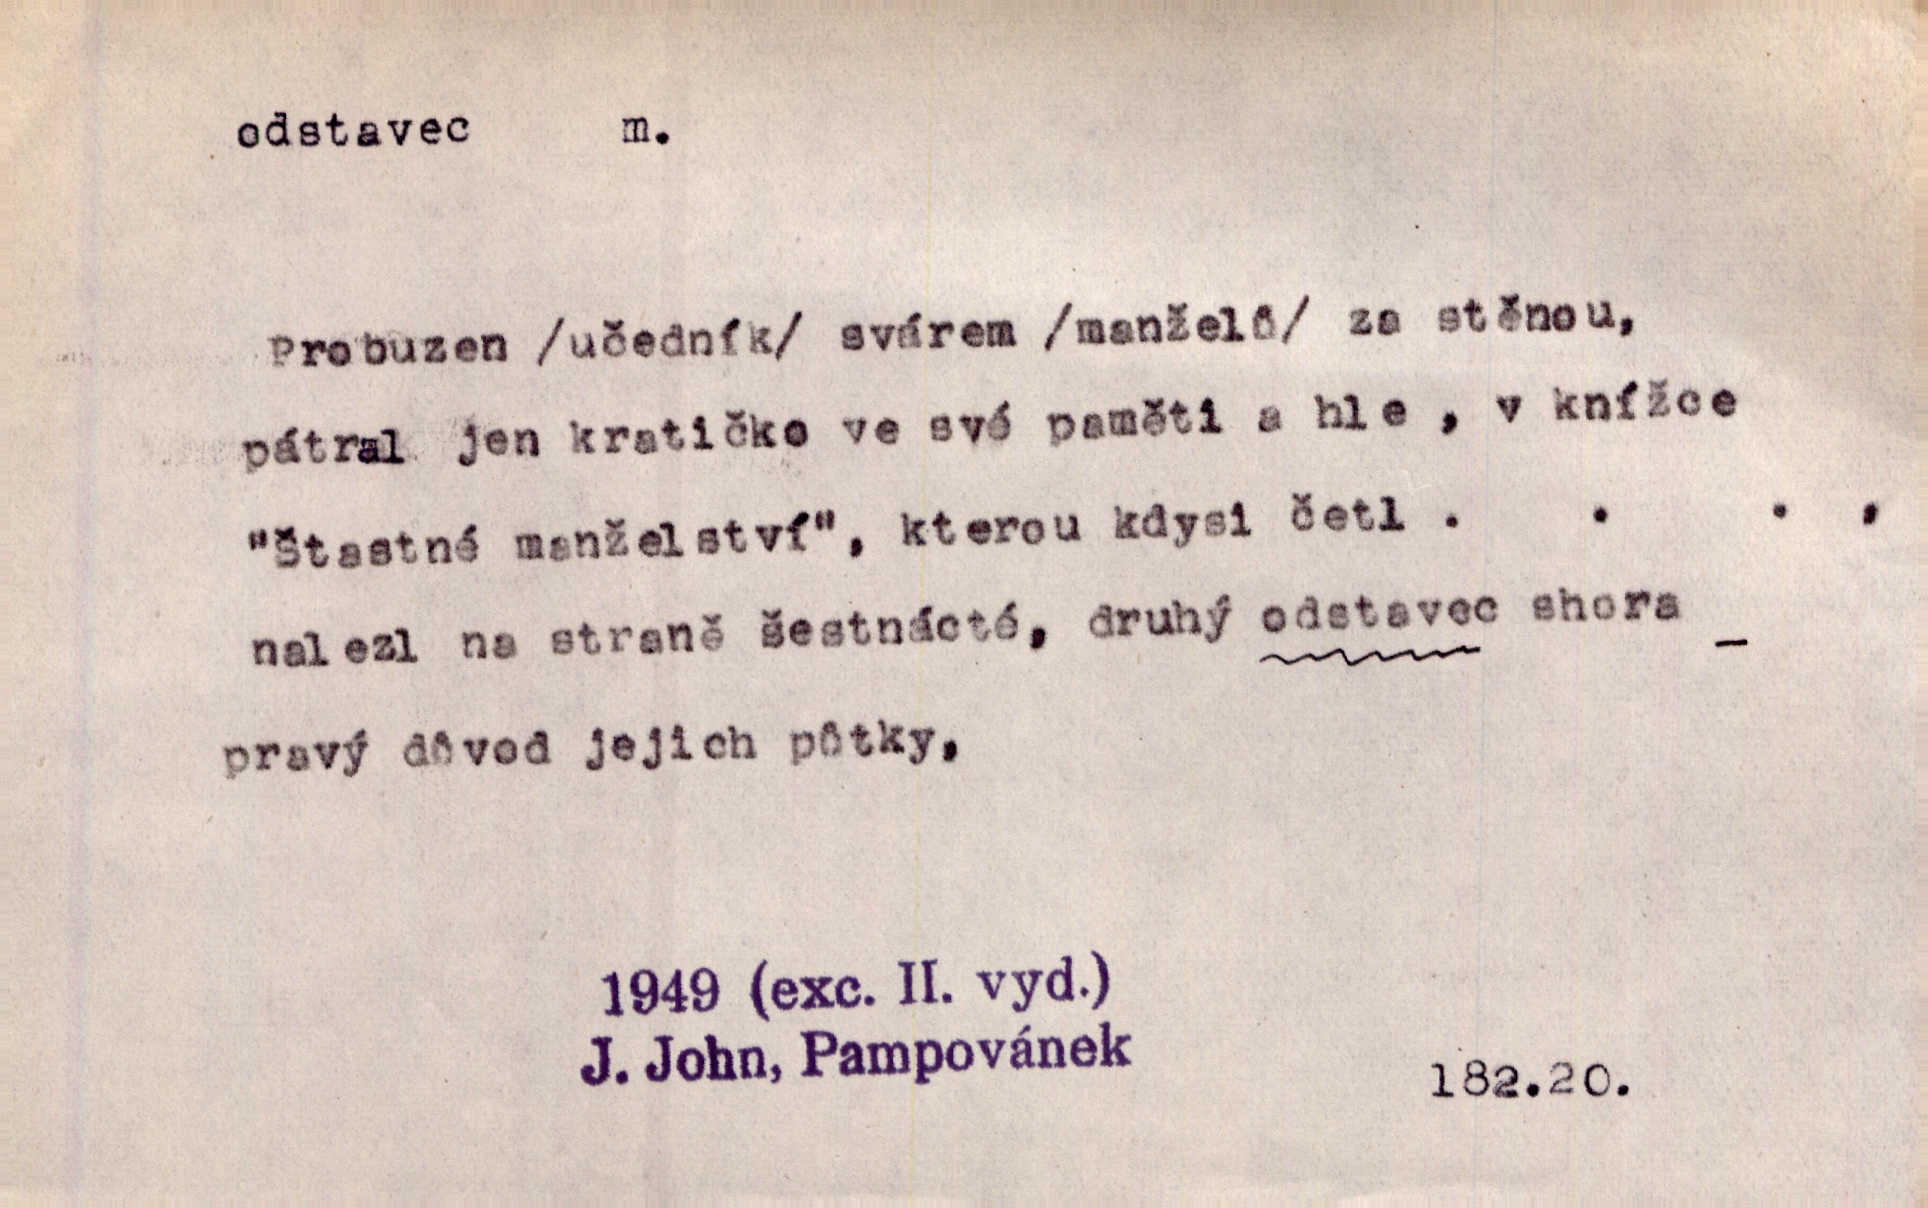 odstavec m.
Probuzen /učedník/ svárem /manželů/ za stěnou,
pátral jen kratičko ve své paměti a hle , v knížce
"Štastné manželství", kterou kdysi četl . . . ,
nalezl na straně šestnácté, druhý odstavec shora _
pravý důvod jejich půtky,
1949 (exc. II. vyd.)
J. John, Pampovánek
182.20.